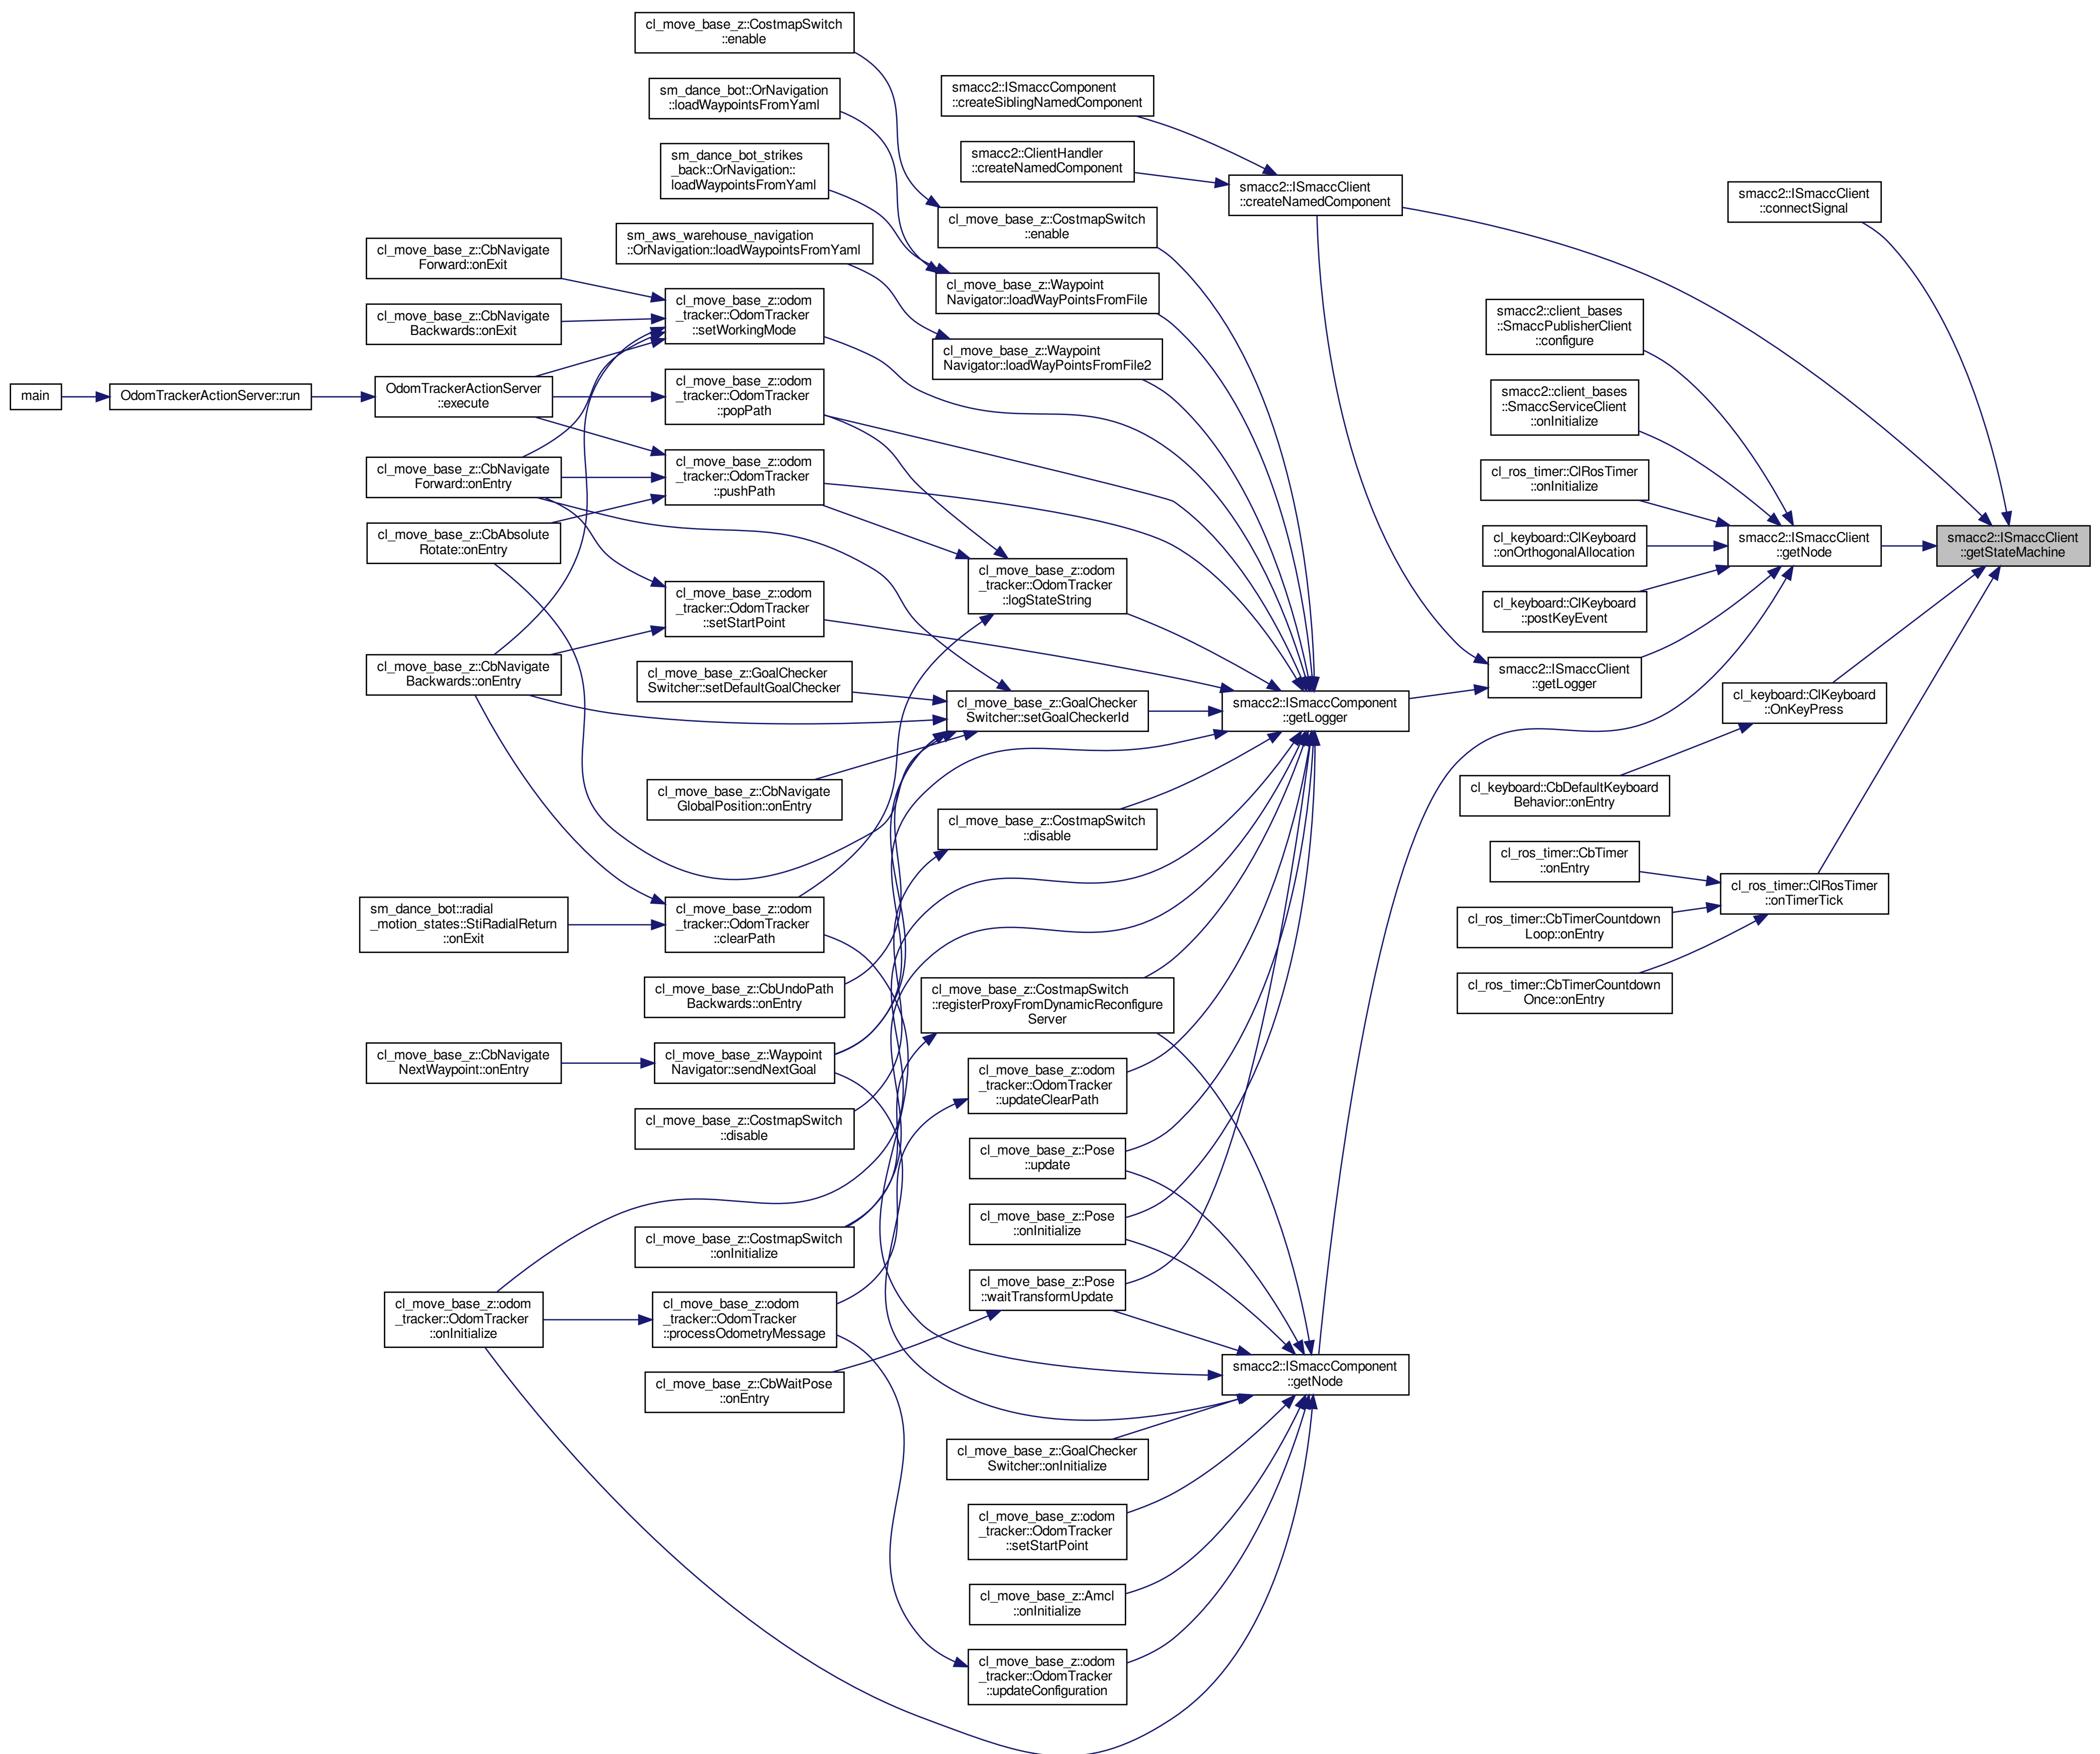 cl_move_base_z::CostmapSwitch
::enable
sm_dance_bot::OrNavigation
::loadWaypointsFromYaml
sm_dance_bot_strikes
_back::OrNavigation::
loadWaypointsFromYaml
sm_aws_warehouse_navigation
::OrNavigation::loadWaypointsFromYaml
smacc2::ISmaccComponent
::createSiblingNamedComponent
smacc2::ClientHandler
::createNamedComponent
smacc2::ISmaccClient
::createNamedComponent
smacc2::ISmaccClient
::connectSignal
cl_move_base_z::CostmapSwitch
::enable
cl_move_base_z::Waypoint
Navigator::loadWayPointsFromFile
cl_move_base_z::Waypoint
Navigator::loadWayPointsFromFile2
cl_move_base_z::CbNavigate
Forward::onExit
cl_move_base_z::CbNavigate
Backwards::onExit
cl_move_base_z::odom
_tracker::OdomTracker
::setWorkingMode
main
OdomTrackerActionServer::run
OdomTrackerActionServer
::execute
cl_move_base_z::odom
_tracker::OdomTracker
::popPath
cl_move_base_z::CbNavigate
Forward::onEntry
cl_move_base_z::odom
_tracker::OdomTracker
::pushPath
cl_move_base_z::CbAbsolute
Rotate::onEntry
cl_move_base_z::odom
_tracker::OdomTracker
::logStateString
cl_move_base_z::odom
_tracker::OdomTracker
::setStartPoint
cl_move_base_z::CbNavigate
Backwards::onEntry
cl_move_base_z::GoalChecker
Switcher::setDefaultGoalChecker
cl_move_base_z::GoalChecker
Switcher::setGoalCheckerId
smacc2::ISmaccComponent
::getLogger
smacc2::client_bases
::SmaccPublisherClient
::configure
smacc2::client_bases
::SmaccServiceClient
::onInitialize
cl_ros_timer::ClRosTimer
::onInitialize
cl_keyboard::ClKeyboard
::onOrthogonalAllocation
cl_keyboard::ClKeyboard
::postKeyEvent
smacc2::ISmaccClient
::getLogger
smacc2::ISmaccClient
::getNode
smacc2::ISmaccClient
::getStateMachine
cl_keyboard::ClKeyboard
::OnKeyPress
cl_keyboard::CbDefaultKeyboard
Behavior::onEntry
cl_ros_timer::CbTimer
::onEntry
cl_ros_timer::ClRosTimer
::onTimerTick
cl_ros_timer::CbTimerCountdown
Loop::onEntry
cl_ros_timer::CbTimerCountdown
Once::onEntry
cl_move_base_z::CbNavigate
GlobalPosition::onEntry
cl_move_base_z::CostmapSwitch
::disable
sm_dance_bot::radial
_motion_states::StiRadialReturn
::onExit
cl_move_base_z::odom
_tracker::OdomTracker
::clearPath
cl_move_base_z::CbUndoPath
Backwards::onEntry
cl_move_base_z::CostmapSwitch
::registerProxyFromDynamicReconfigure
Server
cl_move_base_z::CbNavigate
NextWaypoint::onEntry
cl_move_base_z::Waypoint
Navigator::sendNextGoal
cl_move_base_z::odom
_tracker::OdomTracker
::updateClearPath
cl_move_base_z::CostmapSwitch
::disable
cl_move_base_z::Pose
::update
cl_move_base_z::Pose
::onInitialize
cl_move_base_z::CostmapSwitch
::onInitialize
cl_move_base_z::Pose
::waitTransformUpdate
cl_move_base_z::odom
_tracker::OdomTracker
::onInitialize
cl_move_base_z::odom
_tracker::OdomTracker
::processOdometryMessage
cl_move_base_z::CbWaitPose
::onEntry
smacc2::ISmaccComponent
::getNode
cl_move_base_z::GoalChecker
Switcher::onInitialize
cl_move_base_z::odom
_tracker::OdomTracker
::setStartPoint
cl_move_base_z::Amcl
::onInitialize
cl_move_base_z::odom
_tracker::OdomTracker
::updateConfiguration